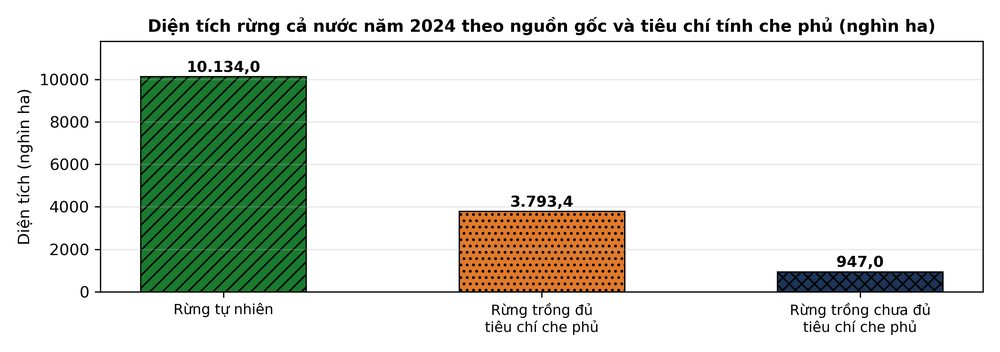 Diện tích rừng cả nước năm 2024 theo nguồn gốc và tiêu chí tính che phủ (nghìn ha)
Diện tích (nghìn ha)
10000
8000
6000
4000
2000
0
10.134,0
3.793,4
947,0
Rừng tự nhiên
Rừng trồng đủ
tiêu chí che phủ
Rừng trồng chưa đủ
tiêu chí che phủ